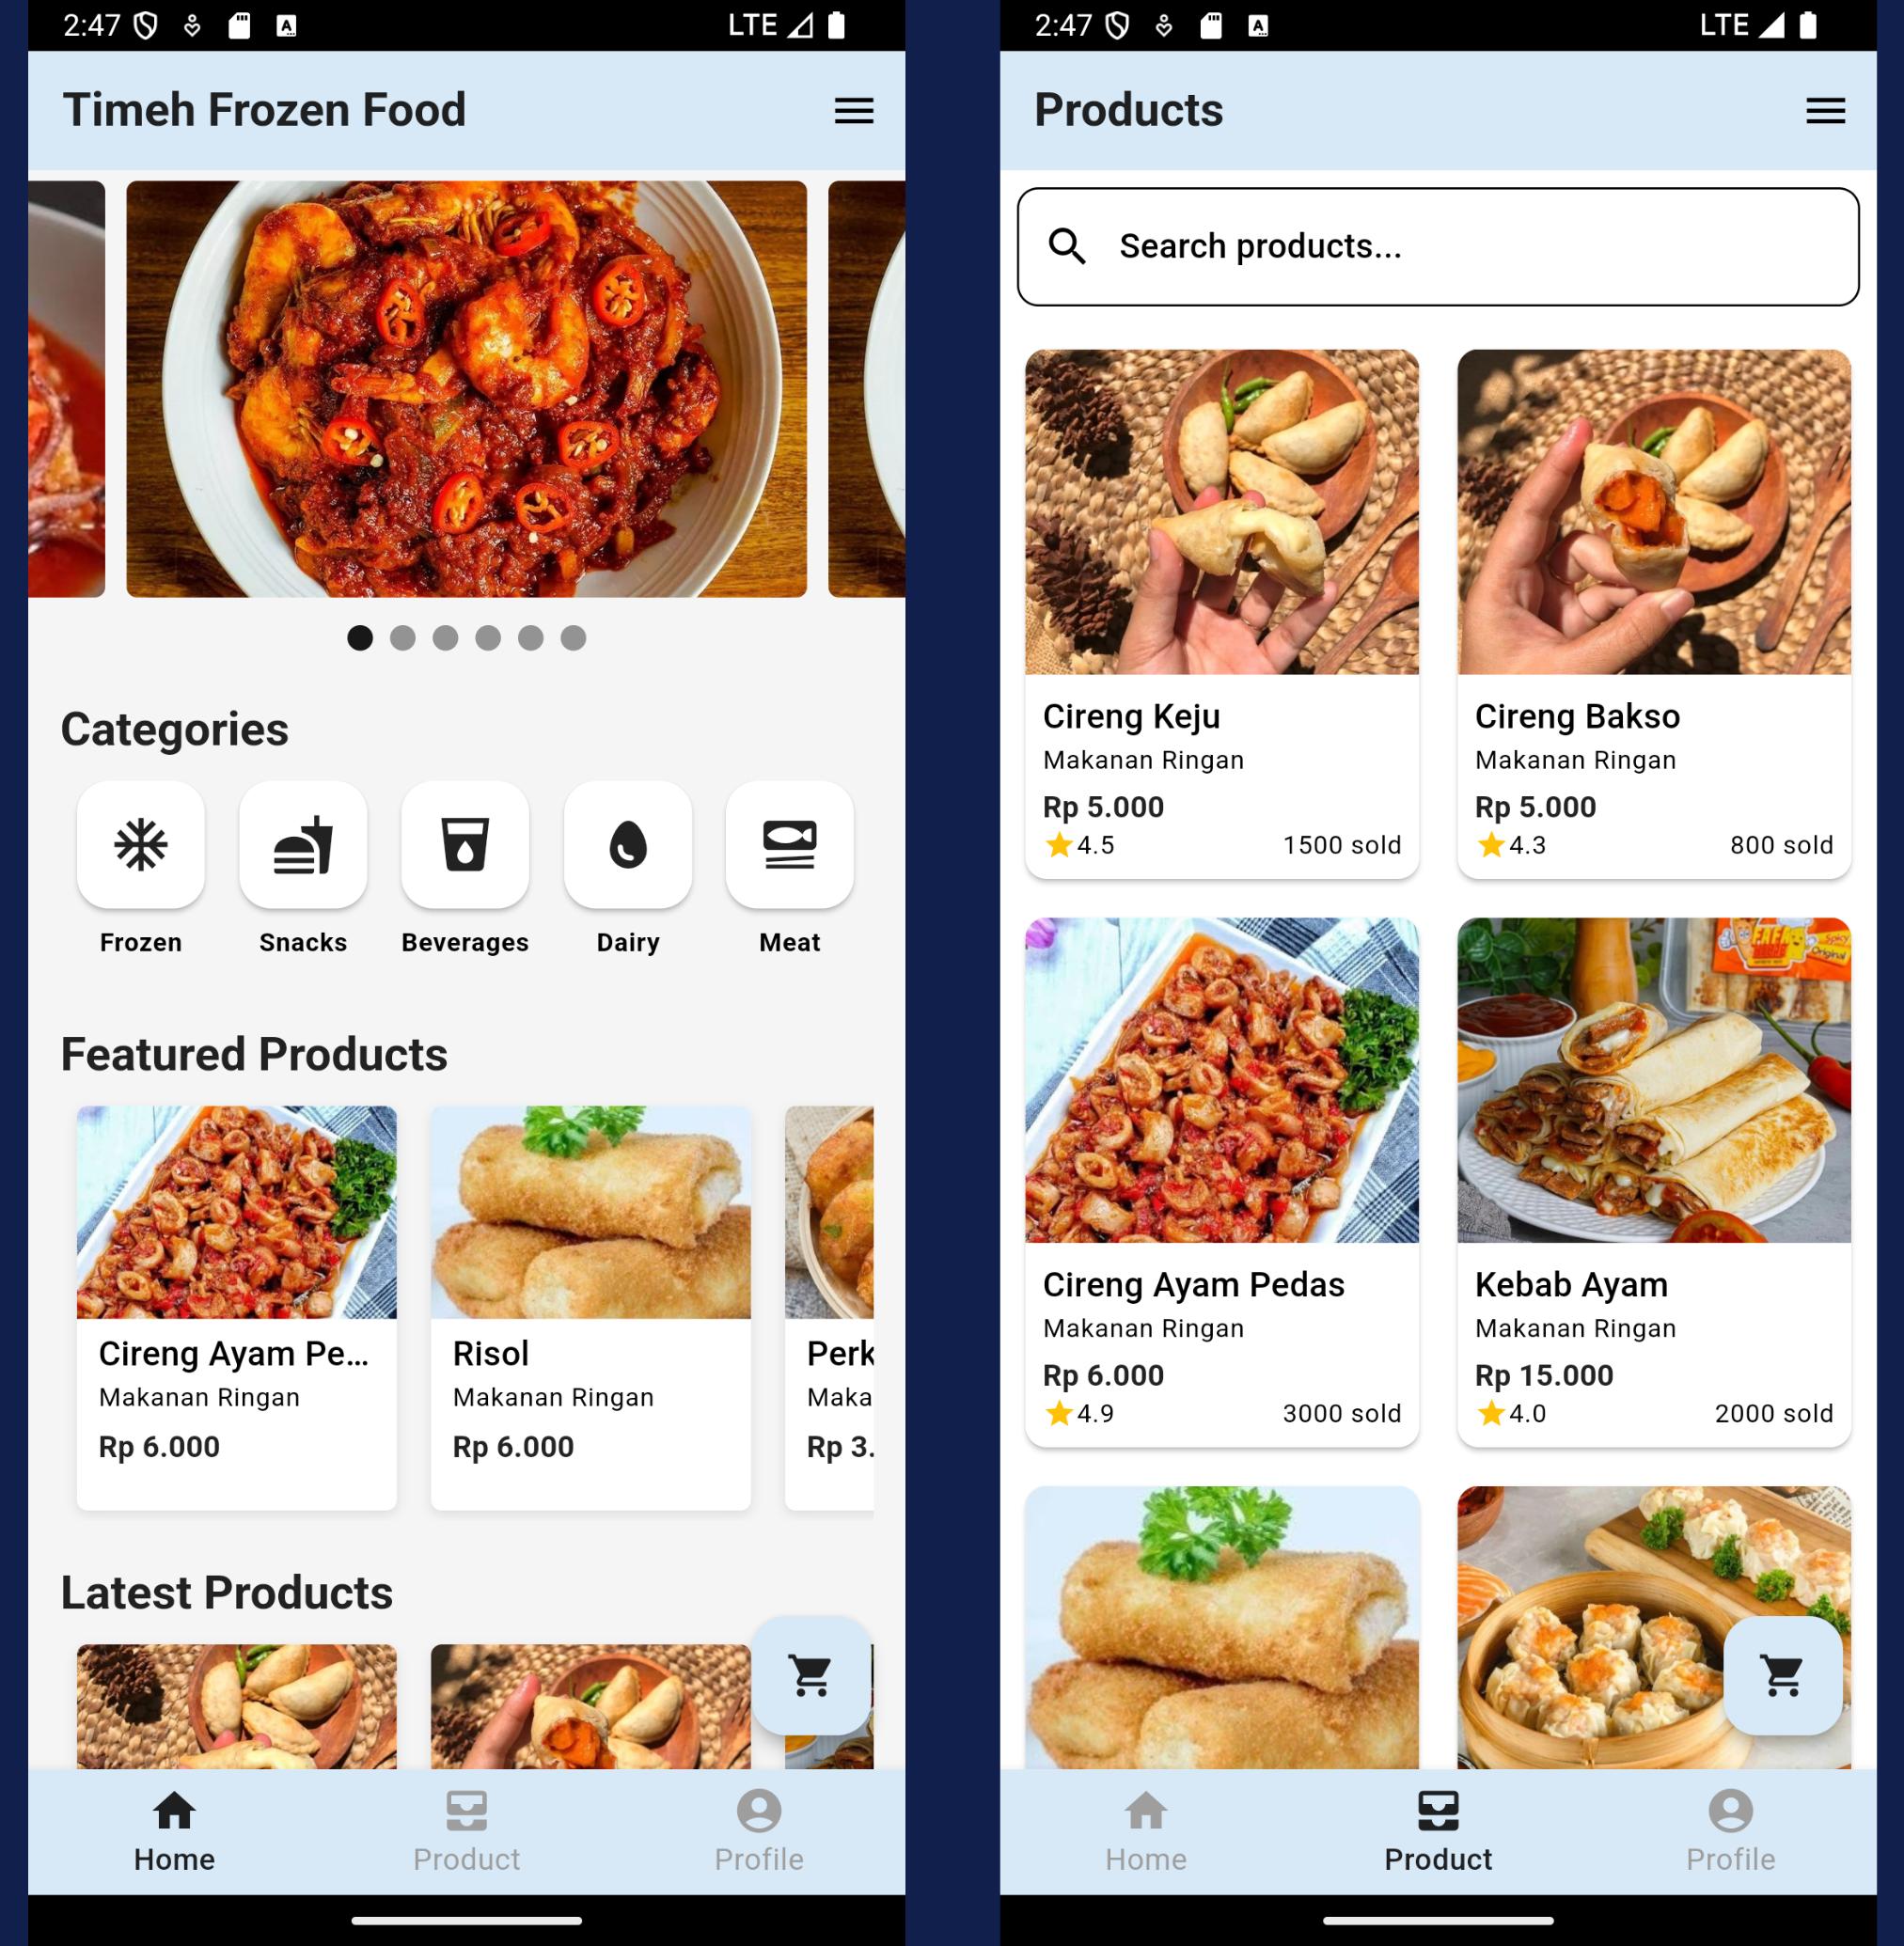 2:47
LTE
Timeh Frozen Food
Categories
Frozen Snacks Beverages Dairy Meat
Featured Products
Cireng Ayam Pe...
Makanan Ringan
Rp 6.000
Risol
Makanan Ringan
Rp 6.000
Perk
Maka
Rp 3.
Latest Products
Home Product Profile
2:47
LTE
Products
Search products...
Cireng Keju
Makanan Ringan
Rp 5.000
4.5 1500 sold
Cireng Bakso
Makanan Ringan
Rp 5.000
4.3 800 sold
Spicy
Original
Cireng Ayam Pedas
Makanan Ringan
Rp 6.000
4.9 3000 sold
Kebab Ayam
Makanan Ringan
Rp 15.000
4.0 2000 sold
Home Product Profile